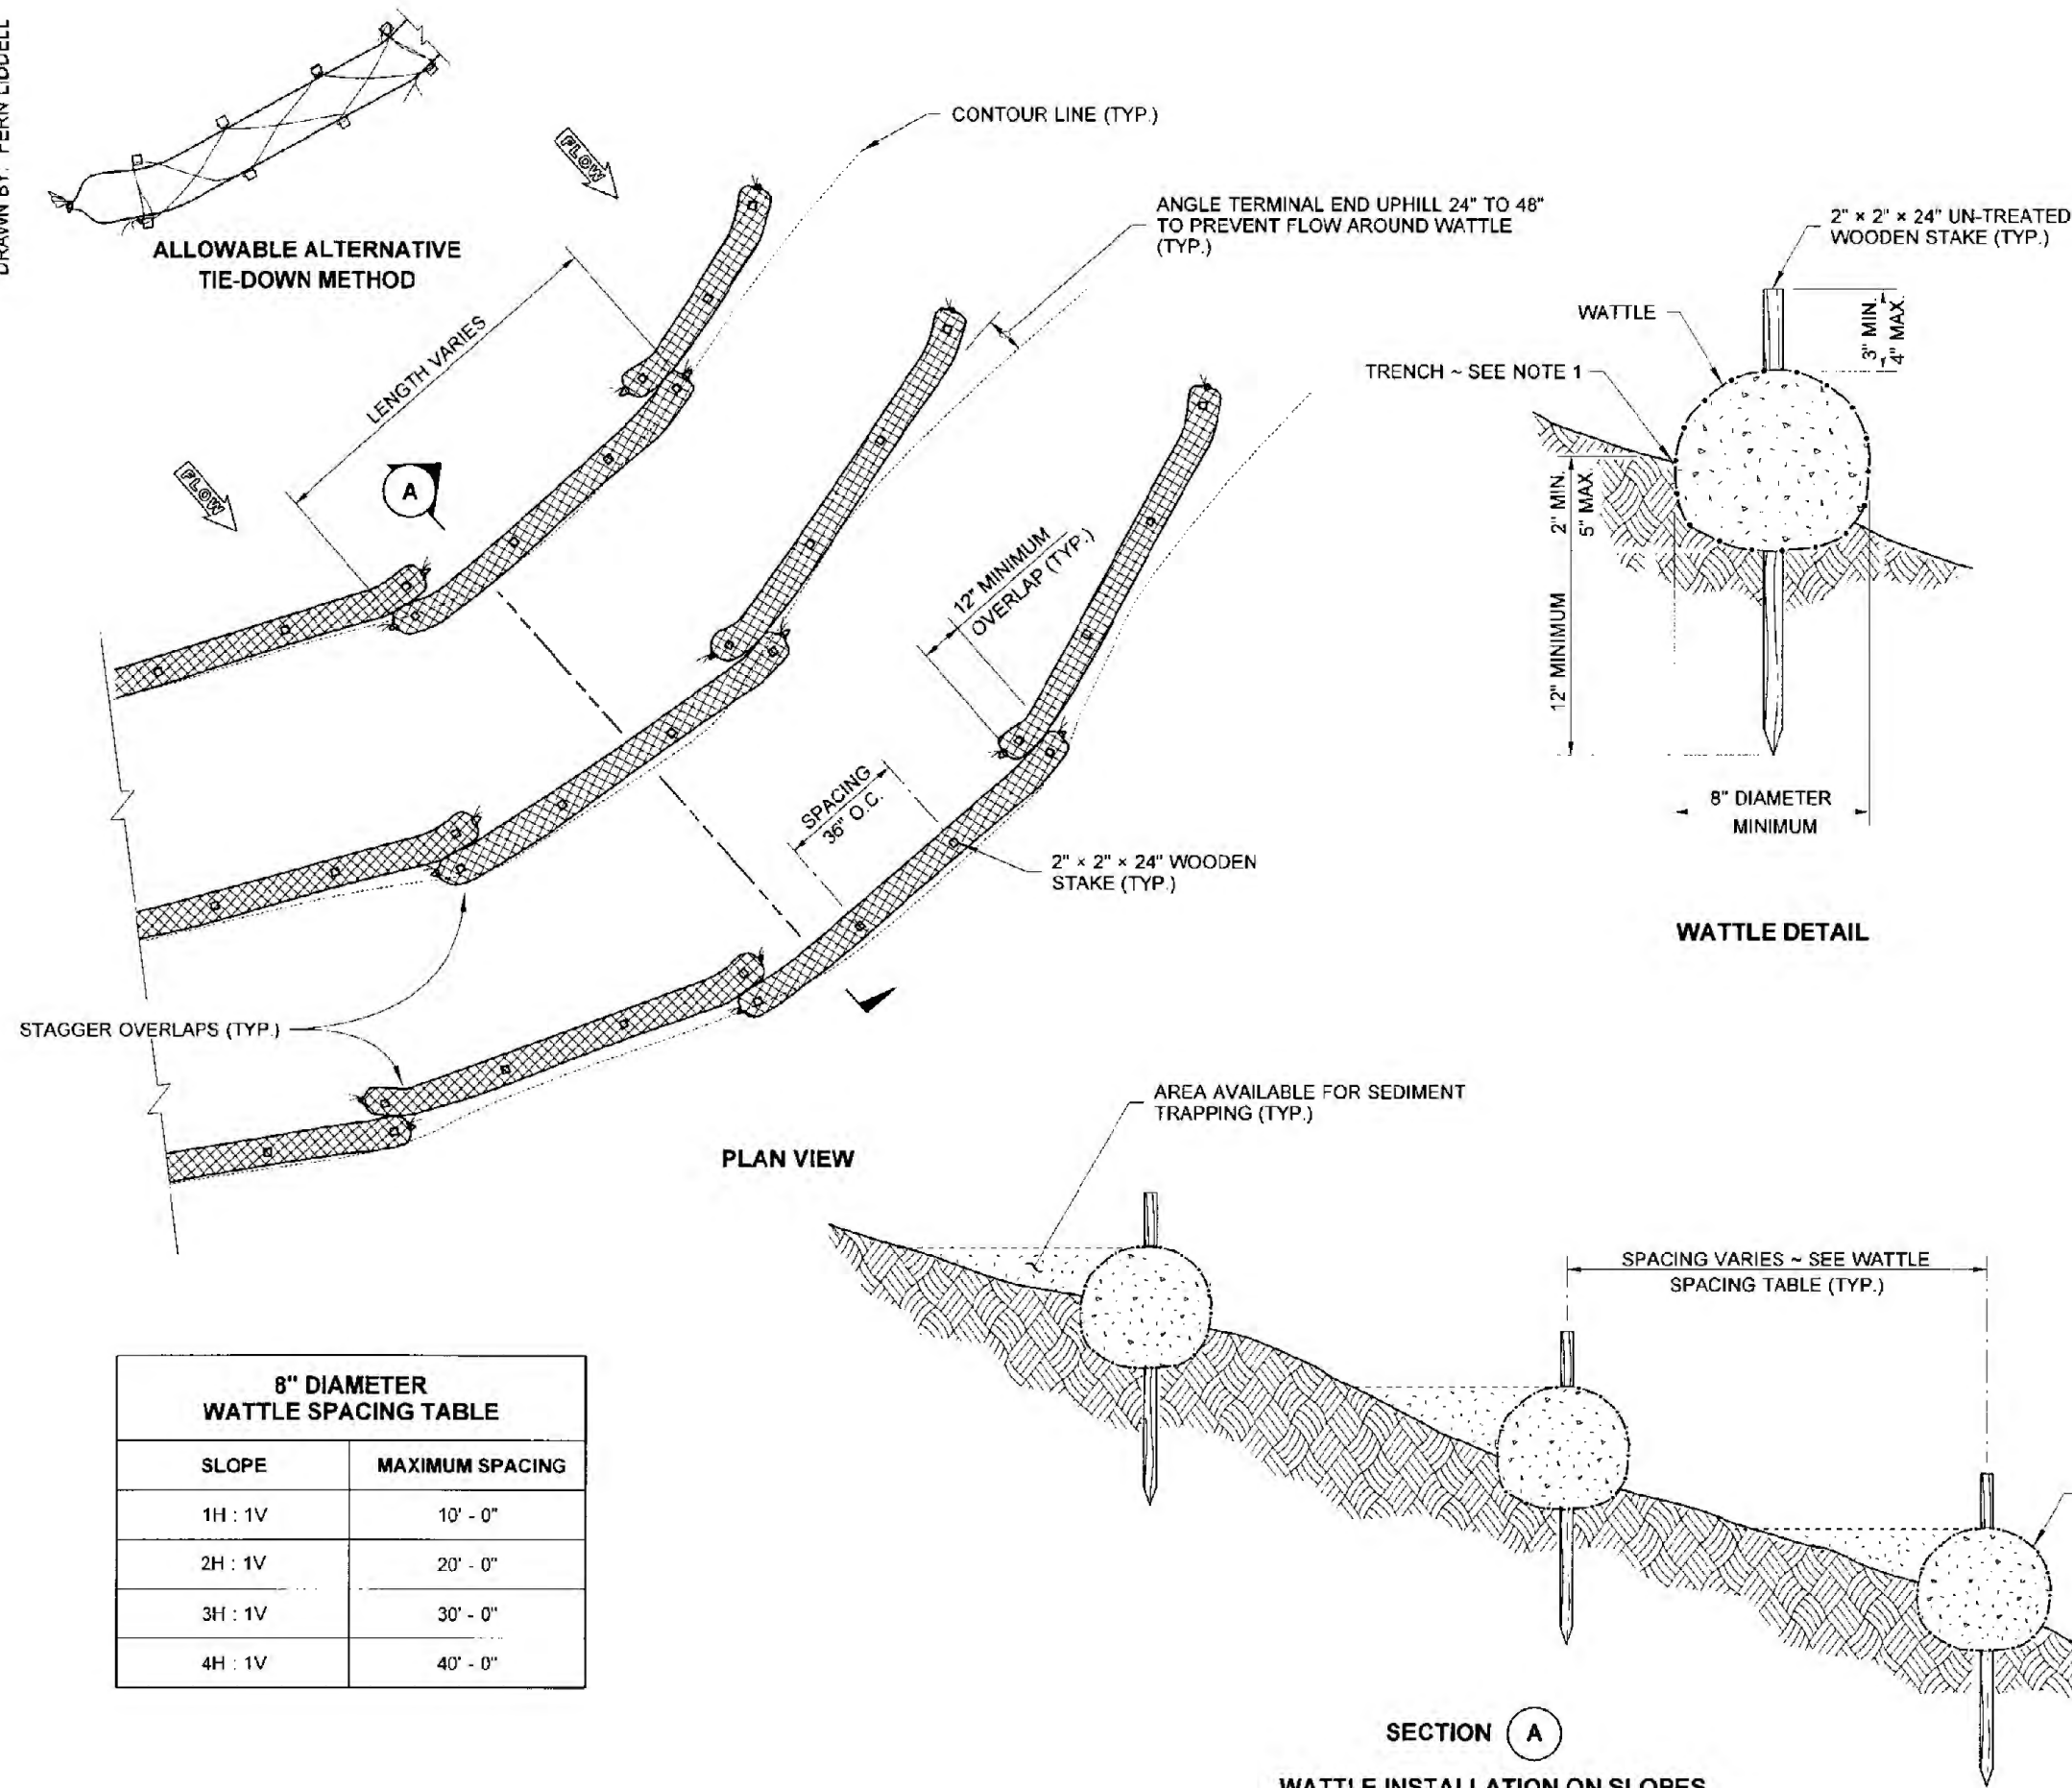 DRAWN BY: FERN LIDDELL
ALLOWABLE ALTERNATIVE
TIE-DOWN METHOD
FLOW
FLOW
LENGTH VARIES
A
CONTOUR LINE (TYP.)
ANGLE TERMINAL END UPHILL 24" TO 48"
TO PREVENT FLOW AROUND WATTLE
(TYP.)
12" MINIMUM
OVERLAP (TYP.)
SPACING
36" O.C.
2" × 2" × 24" WOODEN
STAKE (TYP.)
STAGGER OVERLAPS (TYP.)
PLAN VIEW
2" × 2" × 24" UN-TREATED
WOODEN STAKE (TYP.)
WATTLE
3" MIN.
4" MAX.
TRENCH ~ SEE NOTE 1
2" MIN.
5" MAX.
12" MINIMUM
8" DIAMETER
MINIMUM
WATTLE DETAIL
AREA AVAILABLE FOR SEDIMENT
TRAPPING (TYP.)
SPACING VARIES ~ SEE WATTLE
SPACING TABLE (TYP.)
8" DIAMETER
WATTLE SPACING TABLE
SLOPE MAXIMUM SPACING
1H : 1V 10' - 0"
2H : 1V 20' - 0"
3H : 1V 30' - 0"
4H : 1V 40' - 0"
SECTION A
WATTLE INSTALLATION ON SLOPES